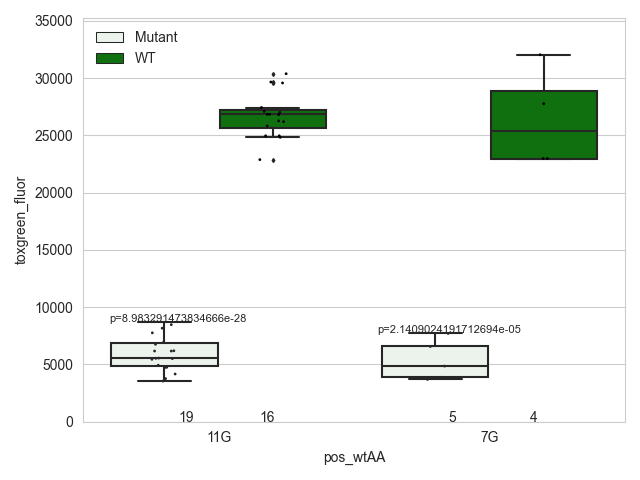 Mutant
WT
35000
30000
25000
20000
15000
10000
5000
0
toxgreen_fluor
p=8.983291473834666e-28
p=2.1409024191712694e-05
19
16
5
4
11G
7G
pos_wtAA